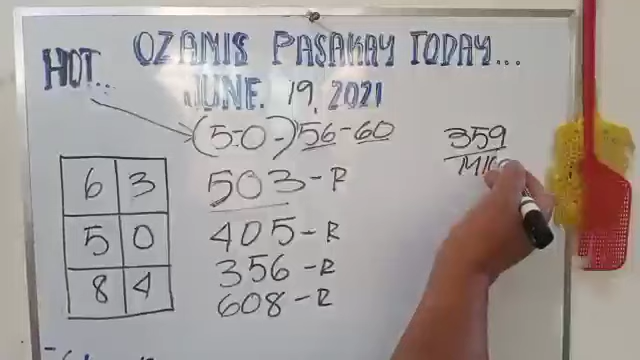 OZAMIS PASAKAY TODAY...
HOT...
JUNE. 19, 2021
(5-0-) 56-60
359
6 3
5 0
8 4
503-R
405-R
356-R
608-R